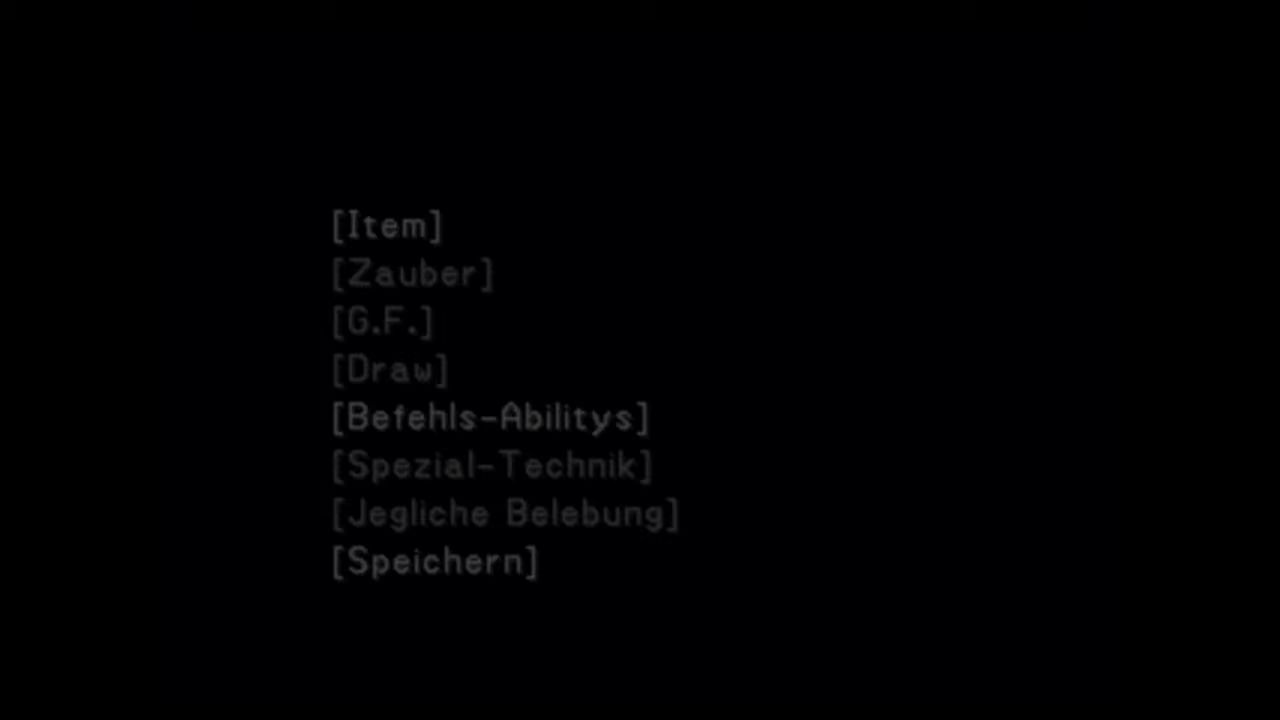 [Item]
[Zauber]
[G.F.]
[Draw]
[Befehls-Abilitys]
[Spezial-Technik]
[Jegliche Belebung]
[Speichern]